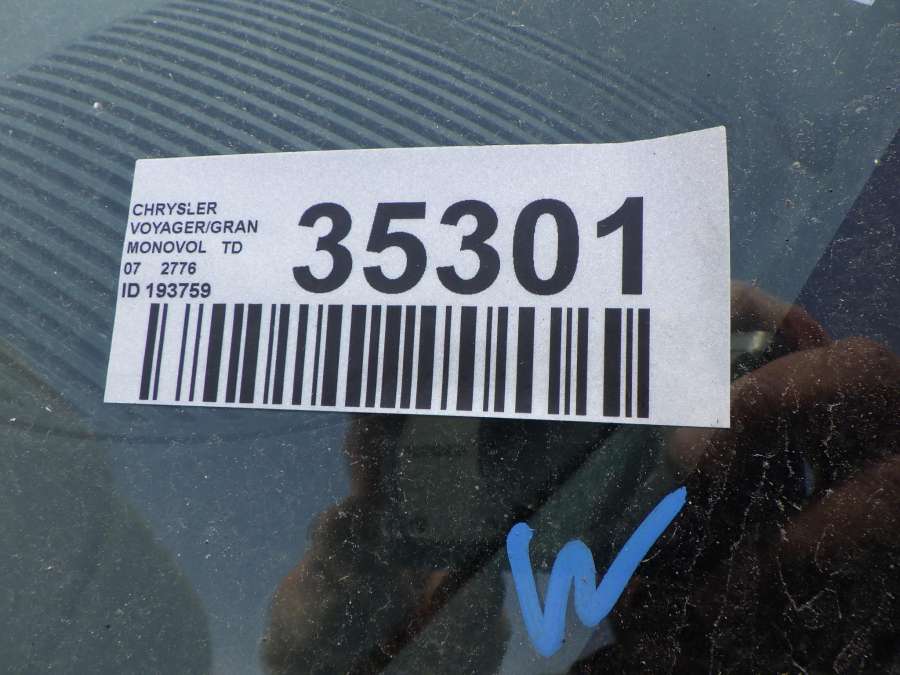 CHRYSLER
VOYAGER/GRAN
MONOVOL TD
07 2776
ID 193759
35301
W